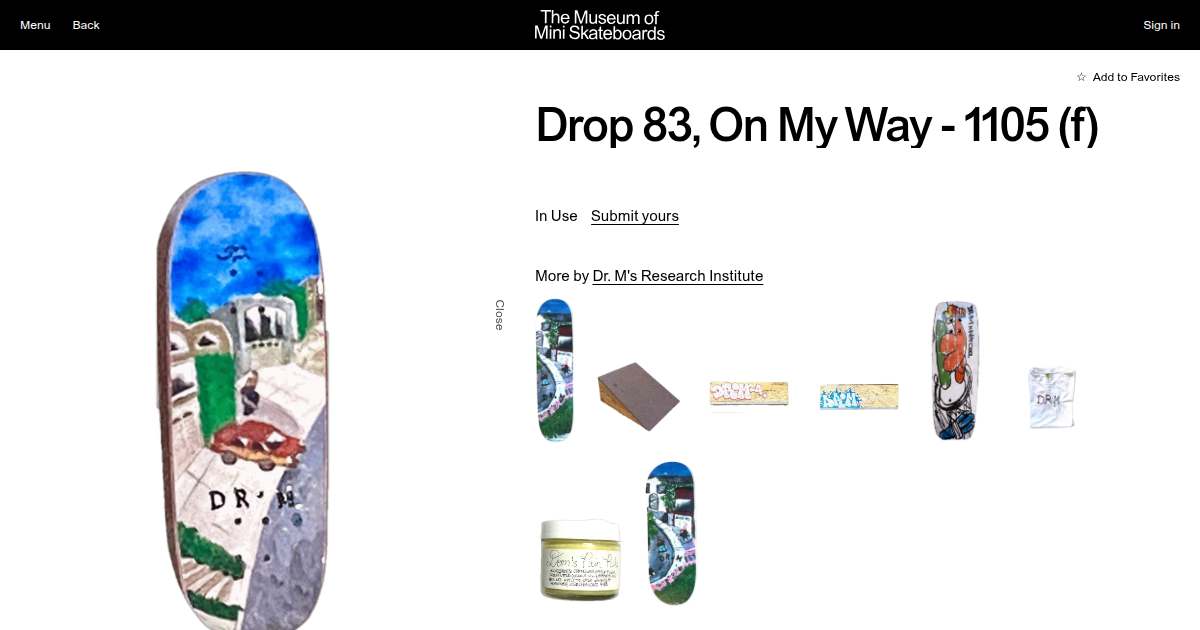 Menu
Back
The Museum of
Mini Skateboards
Sign in
☆ Add to Favorites
Drop 83, On My Way - 1105 (f)
In Use
Submit yours
More by Dr. M's Research Institute
Close
DRM
DR M